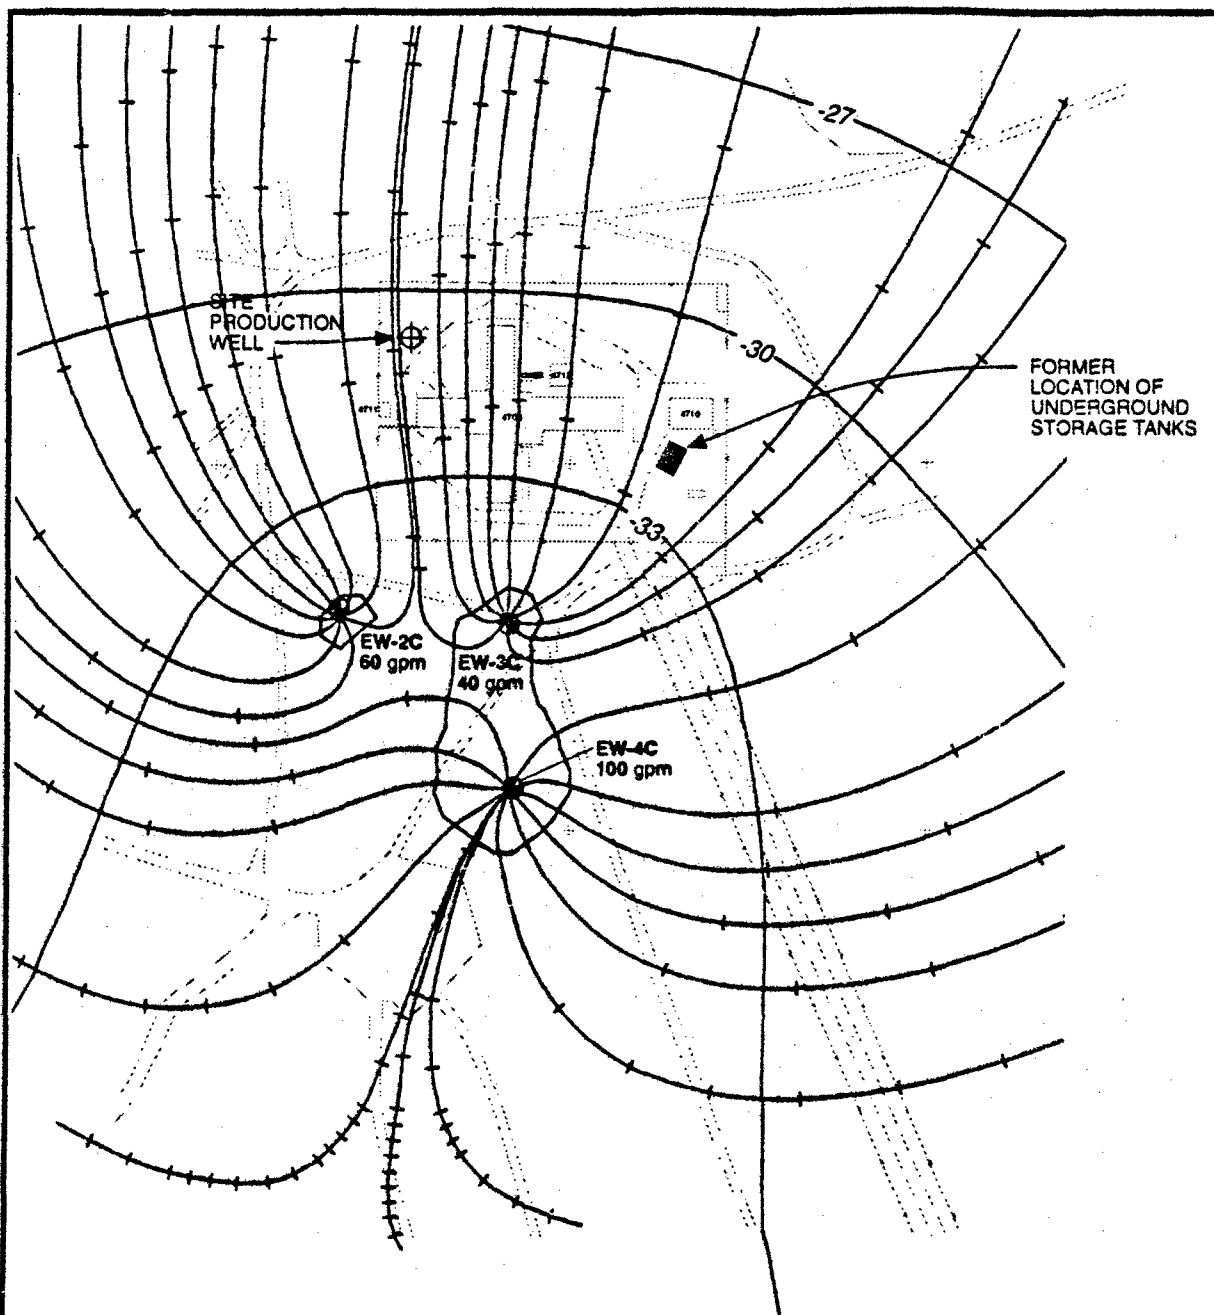 -27
SITE
PRODUCTION
WELL
-30
FORMER
LOCATION OF
UNDERGROUND
STORAGE TANKS
4710
-33
EW-2C
60 gpm
EW-3C
40 gpm
EW-4C
100 gpm